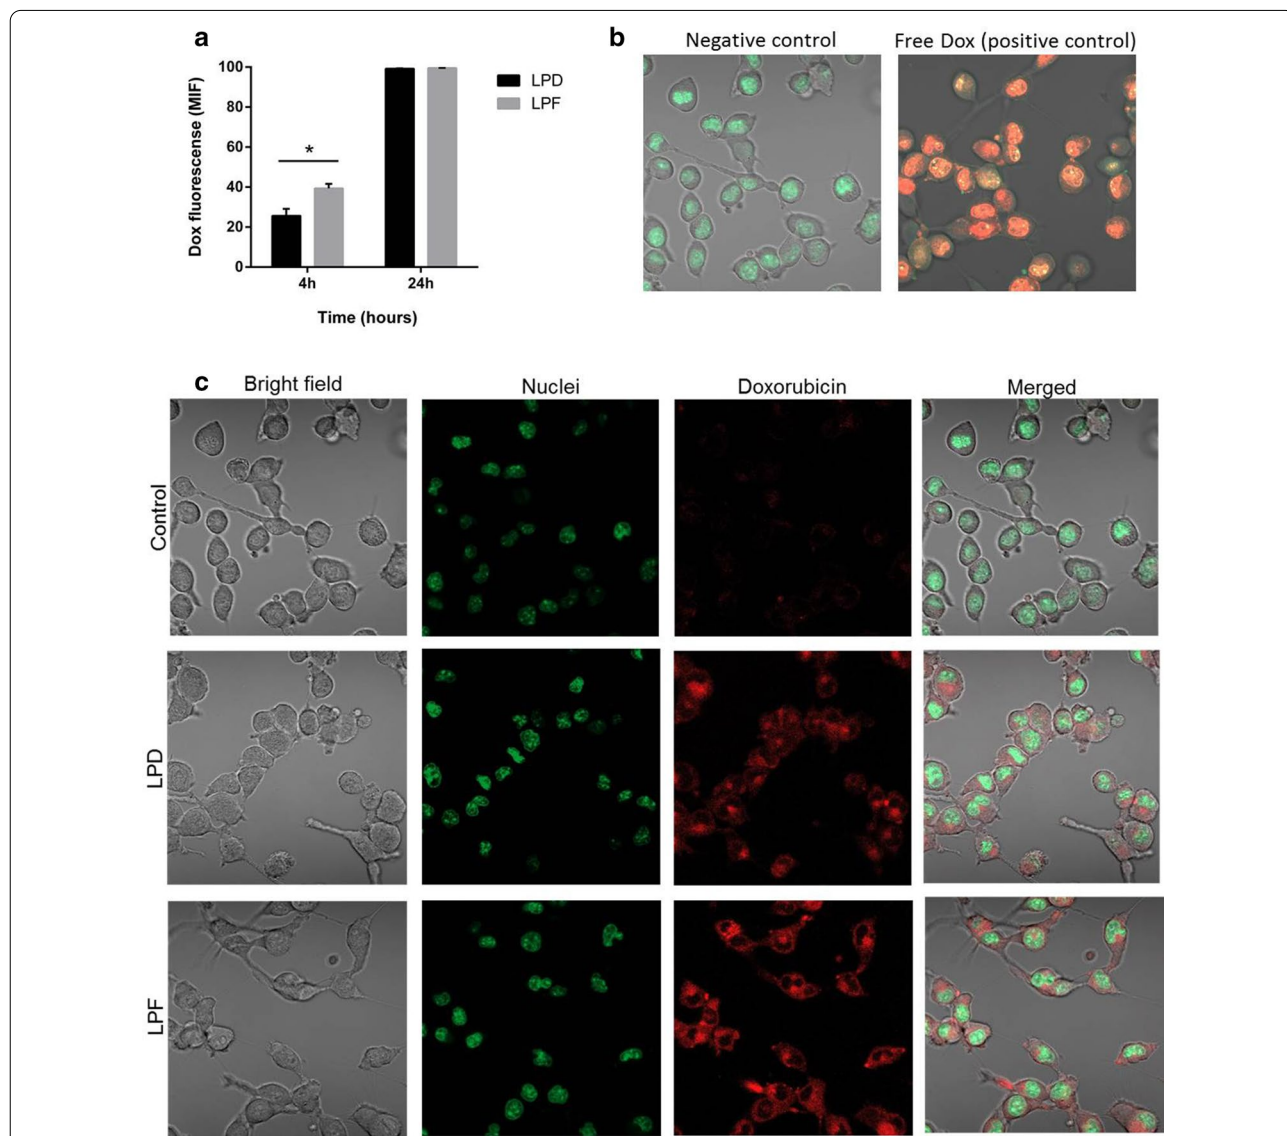 a
Dox fluorescense (MIF)
100
80
60
40
20
0
*
4h
24h
Time (hours)
LPD
LPF
b
Negative control
Free Dox (positive control)
c
Bright field
Nuclei
Doxorubicin
Merged
Control
LPD
LPF